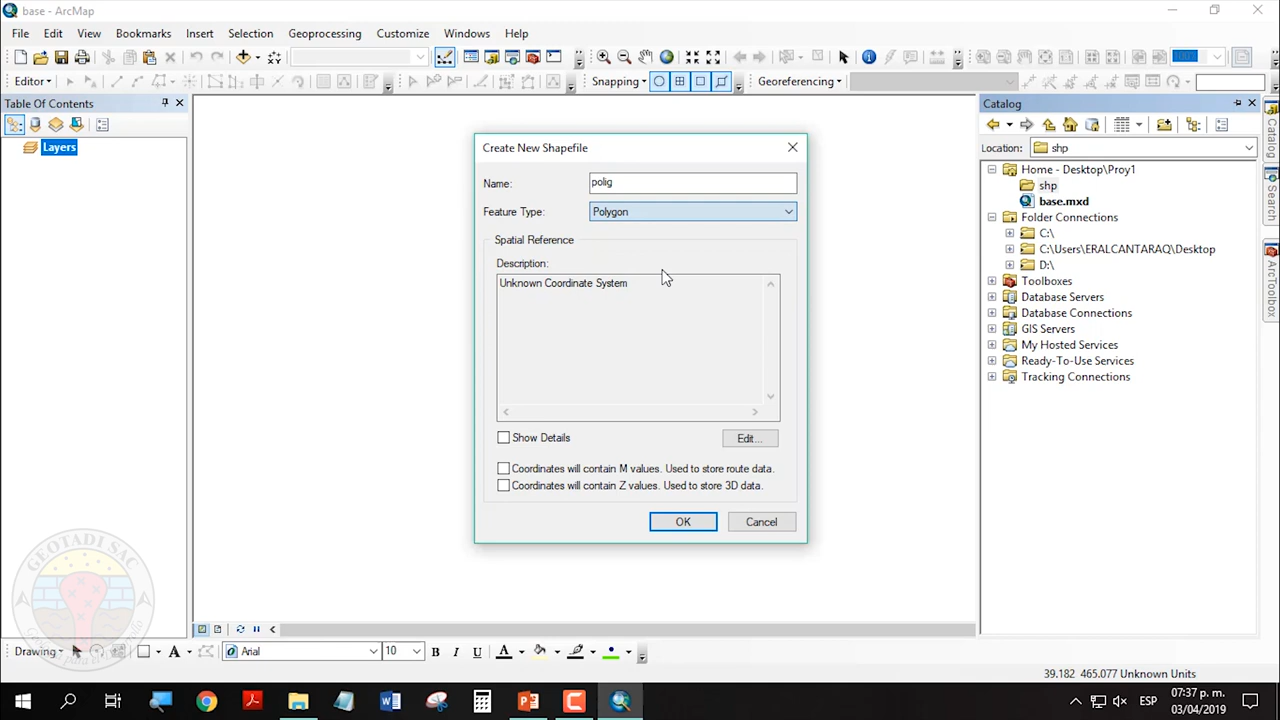 base - ArcMap
File Edit View Bookmarks Insert Selection Geoprocessing Customize Windows Help
Editor Snapping Georeferencing
Table Of Contents
Layers
Create New Shapefile
Name: polig
Feature Type: Polygon
Spatial Reference
Description:
Unknown Coordinate System
Show Details Edit...
Coordinates will contain M values. Used to store route data.
Coordinates will contain Z values. Used to store 3D data.
OK Cancel
Catalog
Location: shp
Home - Desktop\Proy1
shp
base.mxd
Folder Connections
C:\
C:\Users\ERALCANTARAQ\Desktop
D:\
Toolboxes
Database Servers
Database Connections
GIS Servers
My Hosted Services
Ready-To-Use Services
Tracking Connections
Catalog
Search
ArcToolbox
GEOTADI SAC
Drawing A Arial 10 B I U A
39.182 465.077 Unknown Units
ESP
07:37 p. m.
03/04/2019